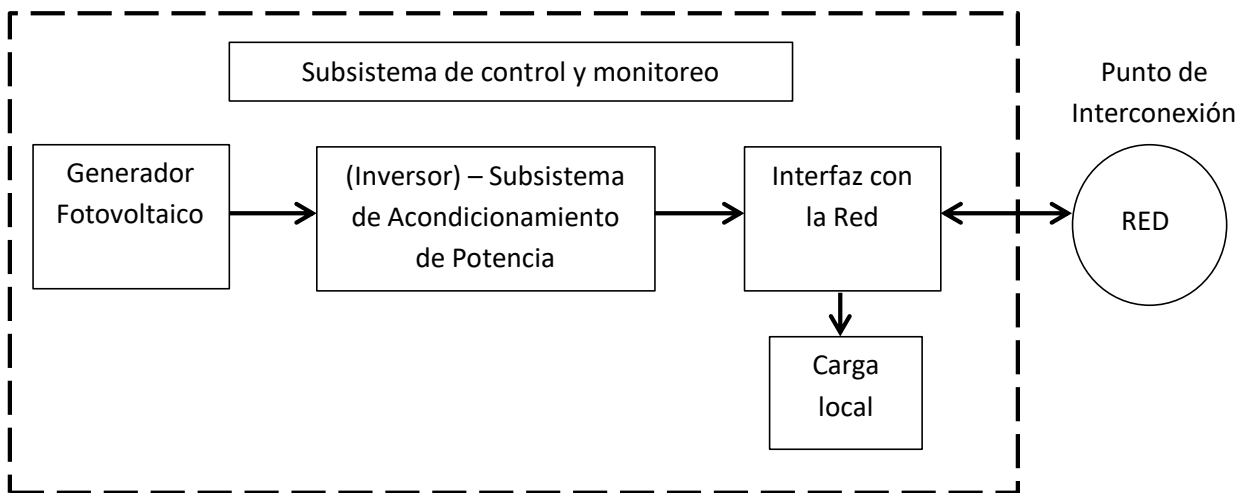 Subsistema de control y monitoreo
Punto de
Interconexión
Generador
Fotovoltaico
(Inversor) – Subsistema
de Acondicionamiento
de Potencia
Interfaz con
la Red
RED
Carga
local